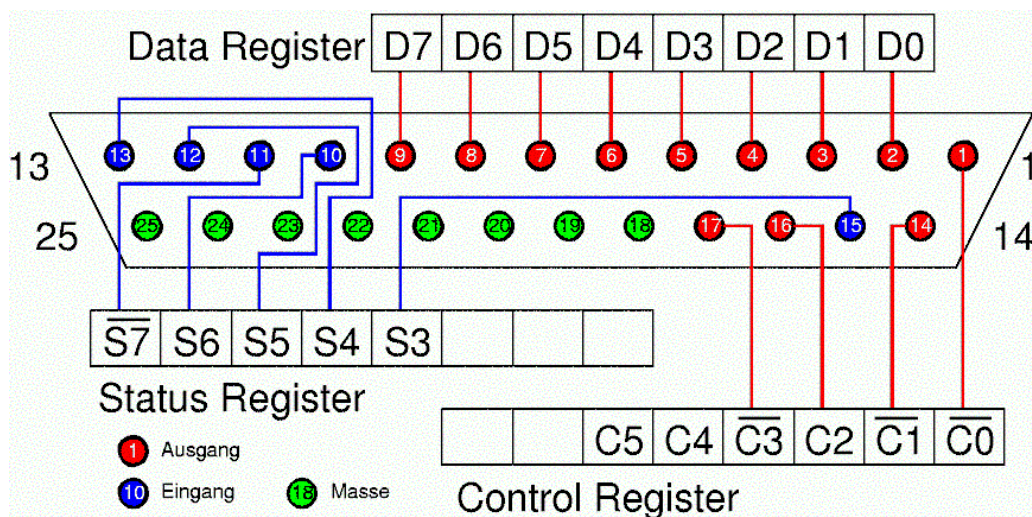 Data Register D7 D6 D5 D4 D3 D2 D1 D0
13 13 12 11 10 9 8 7 6 5 4 3 2 1 1
25 25 24 23 22 21 20 19 18 17 16 15 14 14
S7 S6 S5 S4 S3
Status Register
C5 C4 C3 C2 C1 C0
1 Ausgang
10 Eingang 18 Masse
Control Register